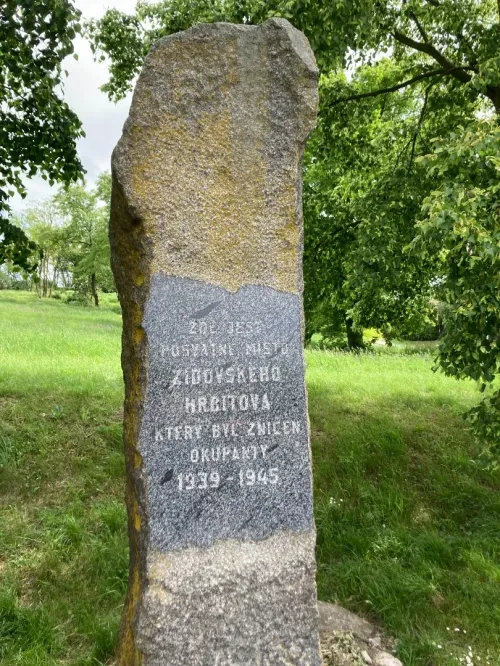 ZDE JEST
POSVÁTNÉ MÍSTO
ŽIDOVSKÉHO
HŘBITOVA
KTERÝ BYL ZNIČEN
OKUPANTY
1939 - 1945